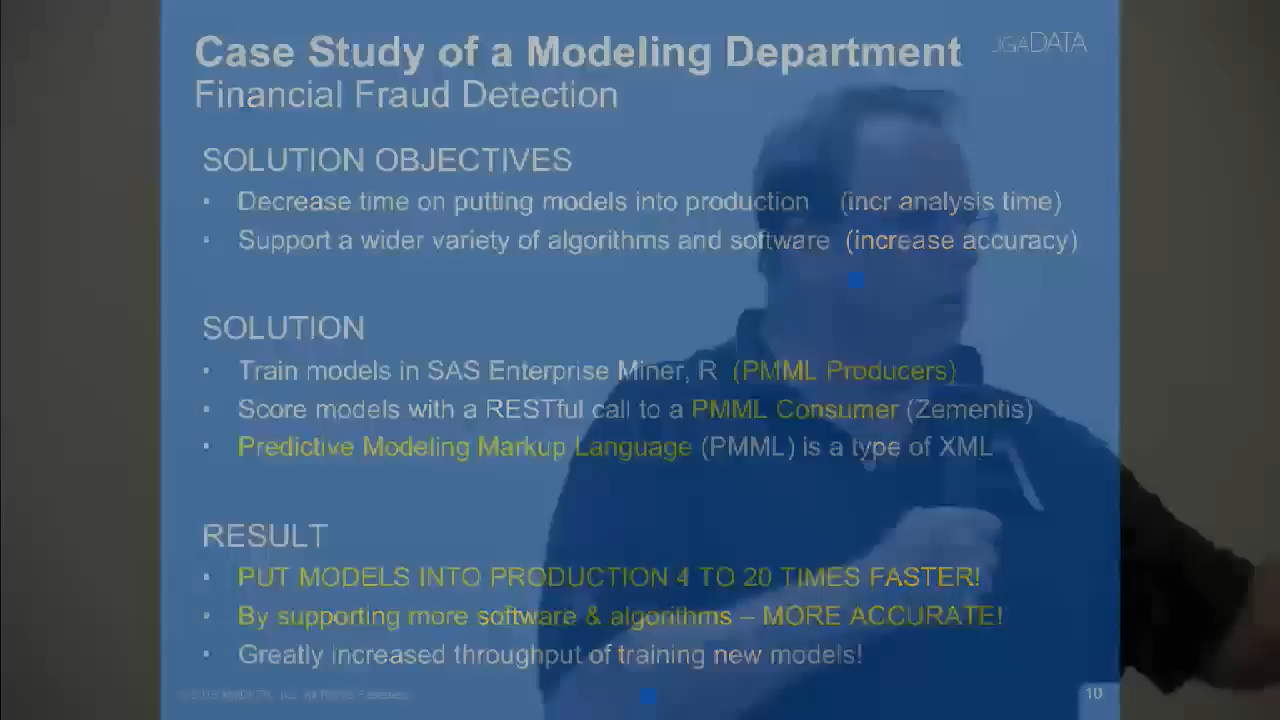 Case Study of a Modeling Department
JGADATA
Financial Fraud Detection
SOLUTION OBJECTIVES
• Decrease time on putting models into production (incr analysis time)
• Support a wider variety of algorithms and software (increase accuracy)
SOLUTION
• Train models in SAS Enterprise Miner, R (PMML Producers)
• Score models with a RESTful call to a PMML Consumer (Zementis)
• Predictive Modeling Markup Language (PMML) is a type of XML
RESULT
• PUT MODELS INTO PRODUCTION 4 TO 20 TIMES FASTER!
• By supporting more software & algorithms – MORE ACCURATE!
• Greatly increased throughput of training new models!
10